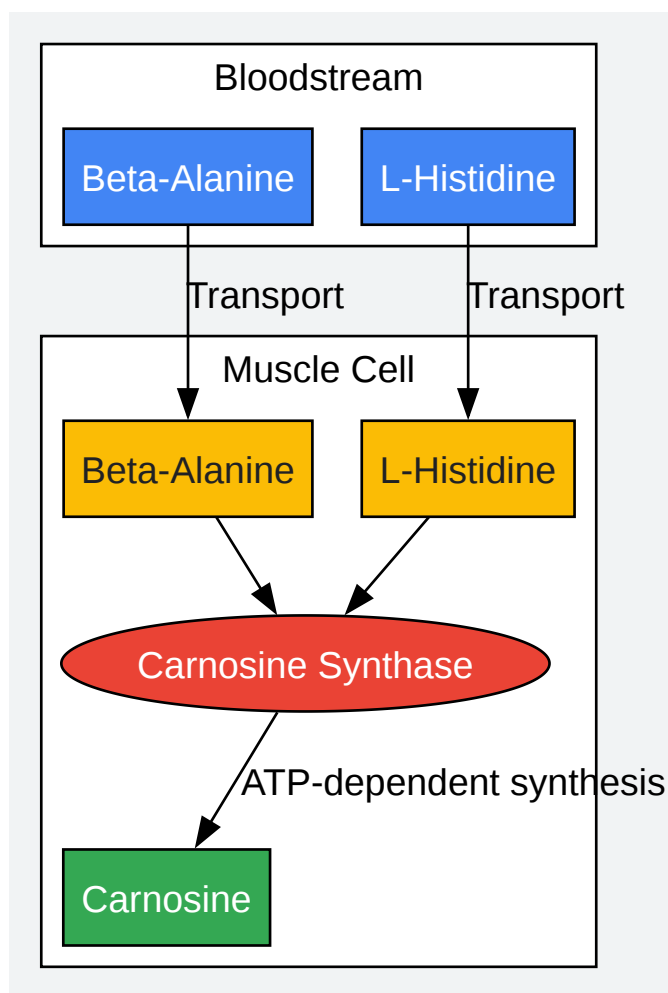 Bloodstream
Beta-Alanine
L-Histidine
Transport
Transport
Muscle Cell
Beta-Alanine
L-Histidine
Carnosine Synthase
ATP-dependent synthesis
Carnosine